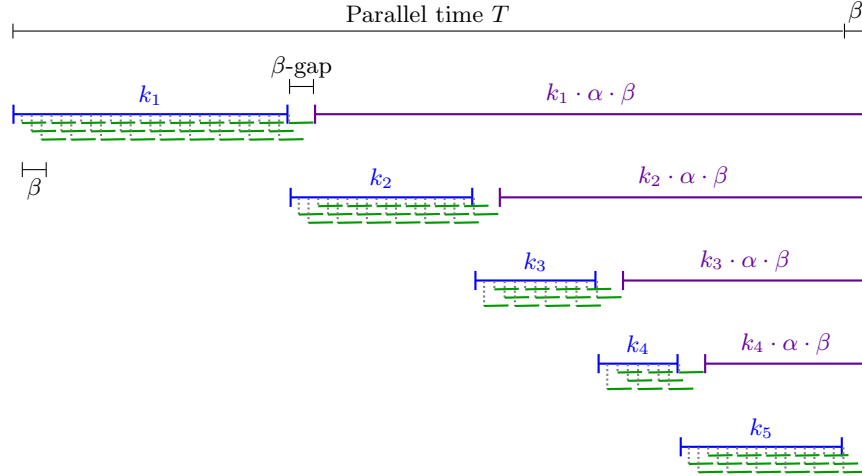 Parallel time T
β
β-gap
k₁
k₁ · α · β
β
k₂
k₂ · α · β
k₃
k₃ · α · β
k₄
k₄ · α · β
k₅